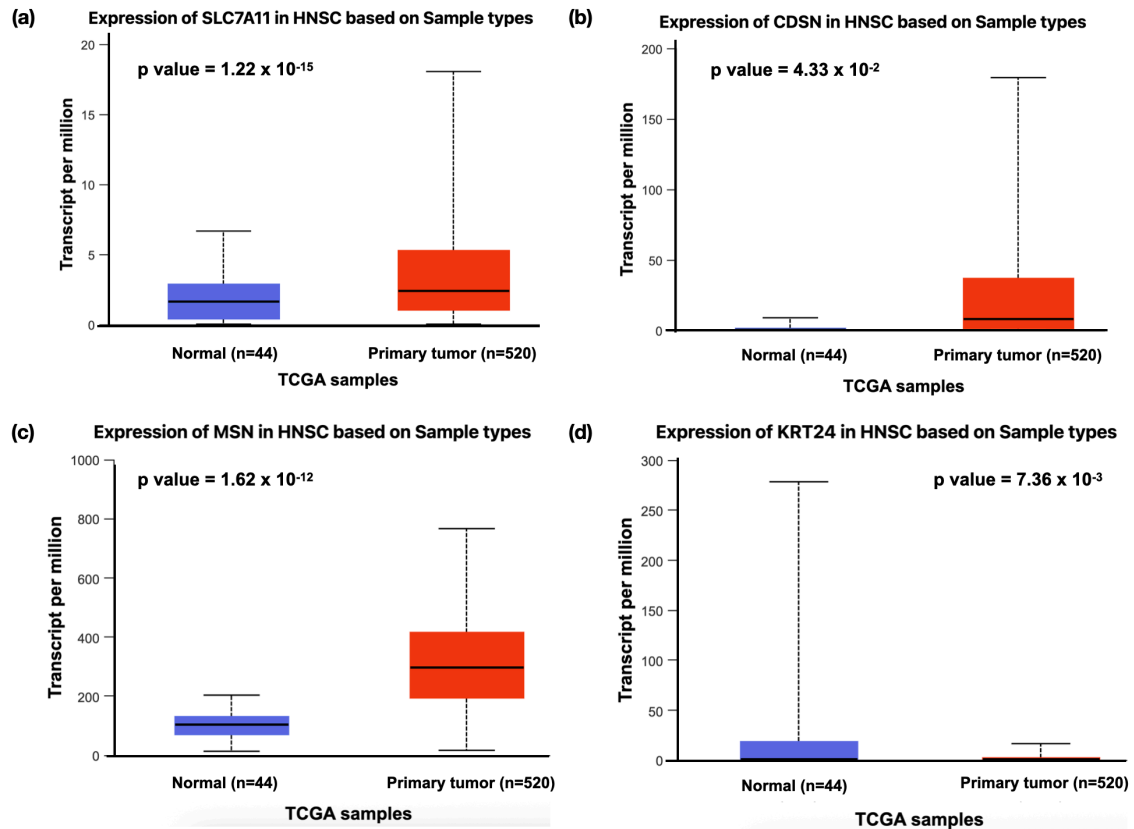 (a)
Expression of SLC7A11 in HNSC based on Sample types
p value = 1.22 x 10-15
Transcript per million
20
15
10
5
0
Normal (n=44)
Primary tumor (n=520)
TCGA samples
(b)
Expression of CDSN in HNSC based on Sample types
p value = 4.33 x 10-2
Transcript per million
200
150
100
50
0
Normal (n=44)
Primary tumor (n=520)
TCGA samples
(c)
Expression of MSN in HNSC based on Sample types
p value = 1.62 x 10-12
Transcript per million
1000
800
600
400
200
0
Normal (n=44)
Primary tumor (n=520)
TCGA samples
(d)
Expression of KRT24 in HNSC based on Sample types
p value = 7.36 x 10-3
Transcript per million
300
250
200
150
100
50
0
Normal (n=44)
Primary tumor (n=520)
TCGA samples